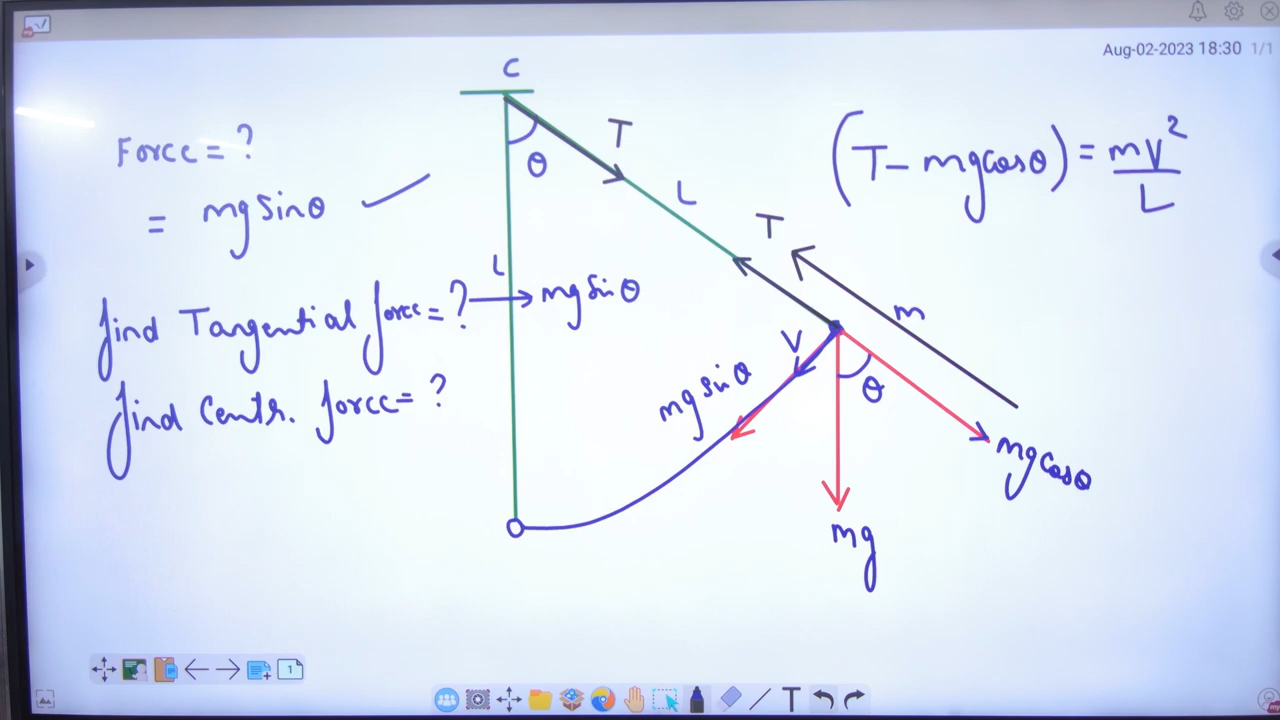 Aug-02-2023 18:30 1/1
C
Force = ?
= mg sinθ
T
θ
L
(T - mg cosθ) = mv²/L
T
L
find Tangential force = ? → mg sinθ
m
V
find Centr. force = ?
mg sinθ
θ
mg cosθ
mg
1
T